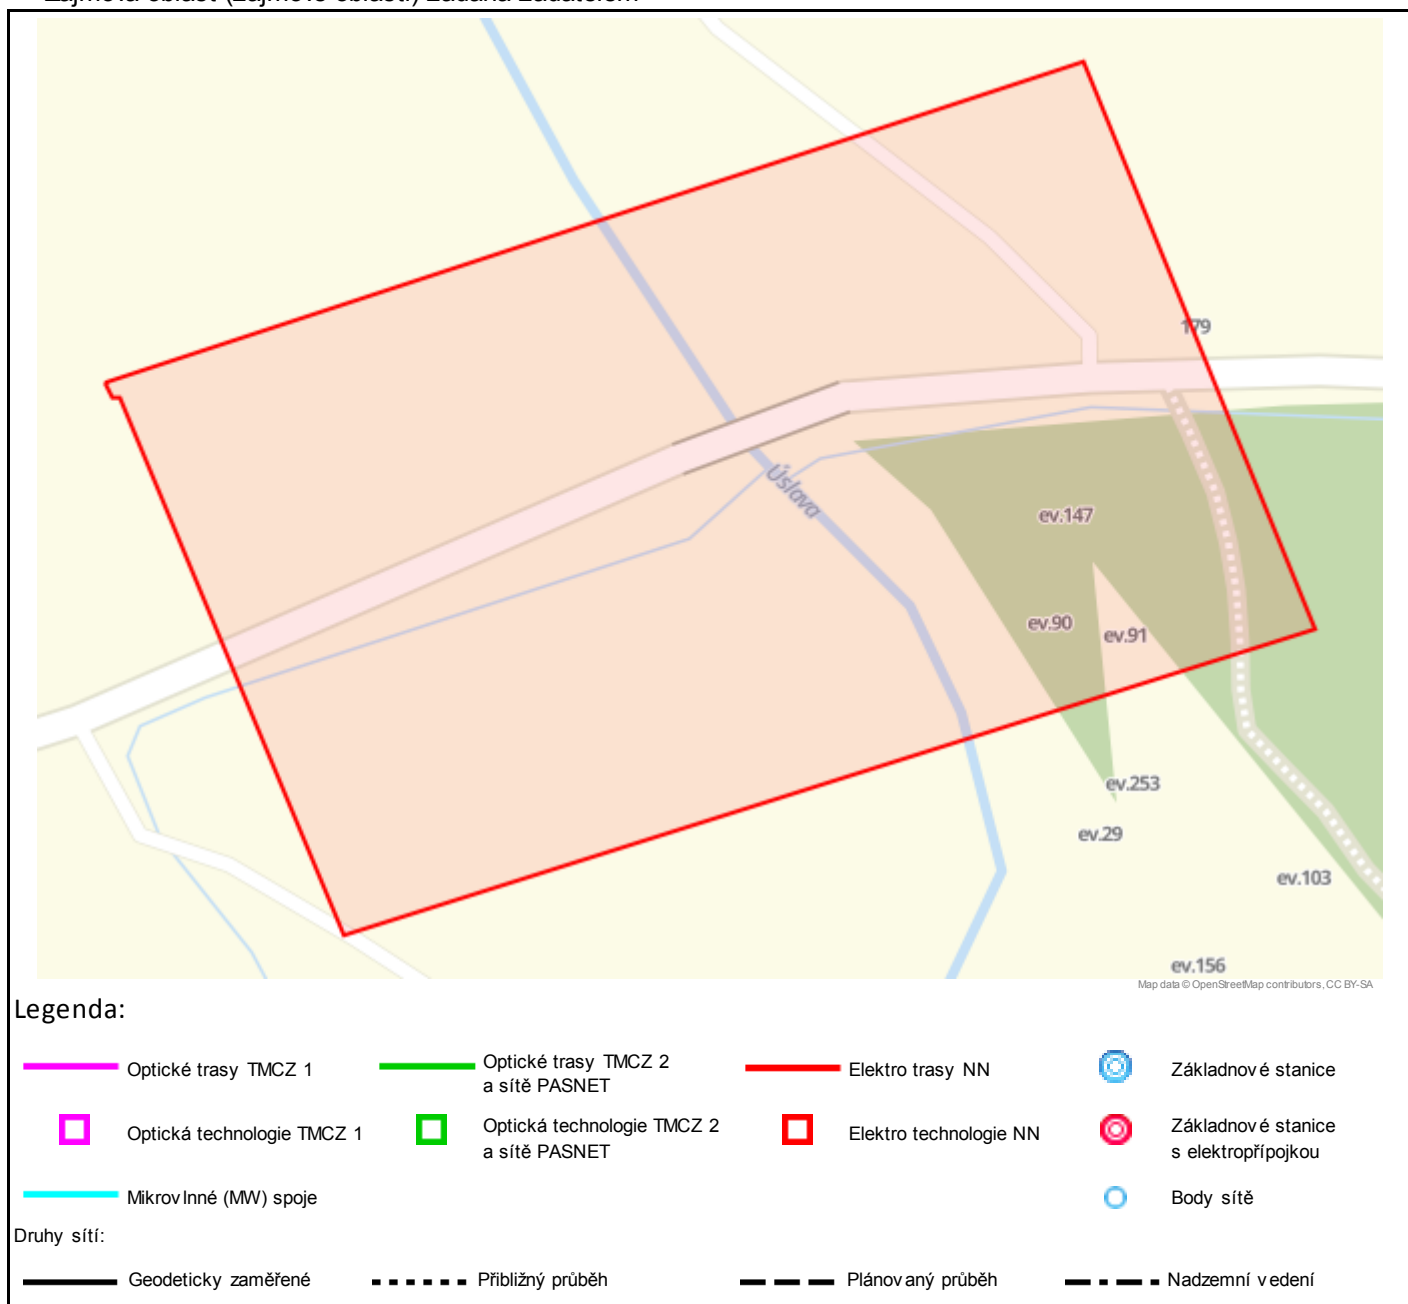 179
Úslava
ev.147
ev.90
ev.91
ev.253
ev.29
ev.103
ev.156
Map data © OpenStreetMap contributors, CC BY-SA
Legenda:
Optické trasy TMCZ 1
Optické trasy TMCZ 2
a sítě PASNET
Elektro trasy NN
Základnové stanice
Optická technologie TMCZ 1
Optická technologie TMCZ 2
a sítě PASNET
Elektro technologie NN
Základnové stanice
s elektropřípojkou
Mikrovlnné (MW) spoje
Body sítě
Druhy sítí:
Geodeticky zaměřené
Přibližný průběh
Plánovaný průběh
Nadzemní vedení